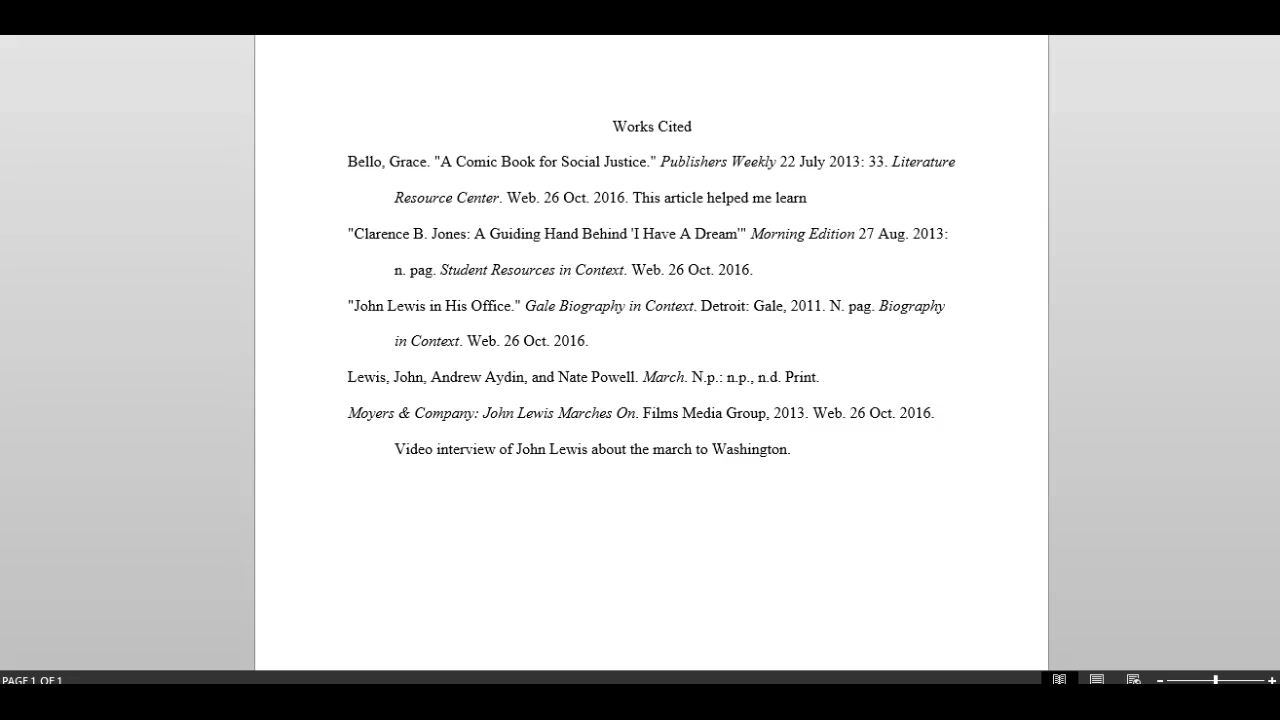 Works Cited
Bello, Grace. "A Comic Book for Social Justice." Publishers Weekly 22 July 2013: 33. Literature
Resource Center. Web. 26 Oct. 2016. This article helped me learn
"Clarence B. Jones: A Guiding Hand Behind 'I Have A Dream'" Morning Edition 27 Aug. 2013:
n. pag. Student Resources in Context. Web. 26 Oct. 2016.
"John Lewis in His Office." Gale Biography in Context. Detroit: Gale, 2011. N. pag. Biography
in Context. Web. 26 Oct. 2016.
Lewis, John, Andrew Aydin, and Nate Powell. March. N.p.: n.p., n.d. Print.
Moyers & Company: John Lewis Marches On. Films Media Group, 2013. Web. 26 Oct. 2016.
Video interview of John Lewis about the march to Washington.
PAGE 1 OF 1